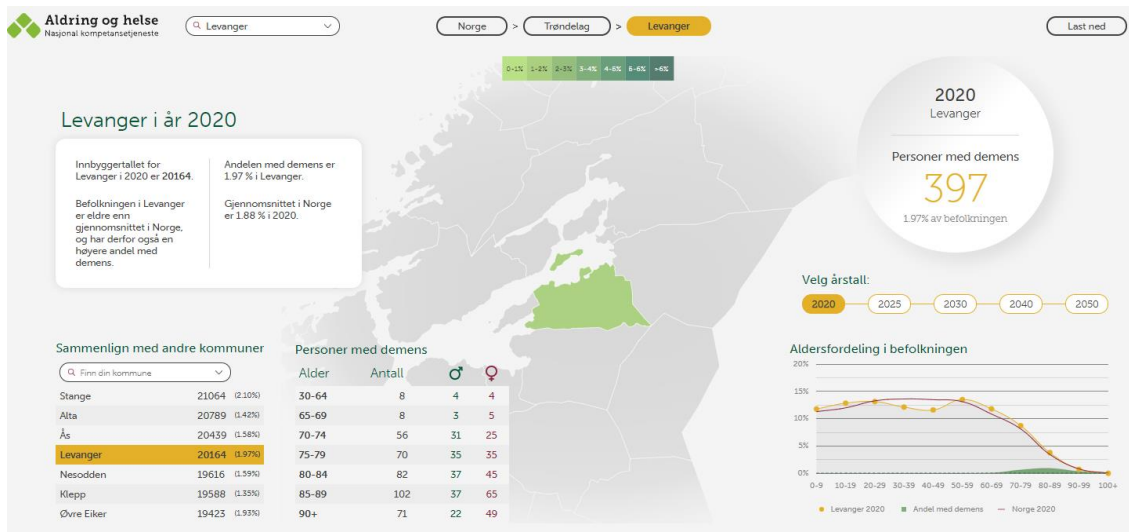 Aldring og helse
Nasjonal kompetansetjeneste
Levanger
Norge > Trøndelag > Levanger
Last ned
0-1% 1-2% 2-3% 3-4% 4-6% 6-6% >6%
Levanger i år 2020
Innbyggertallet for
Levanger i 2020 er 20164.
Befolkningen i Levanger
er eldre enn
gjennomsnittet i Norge,
og har derfor også en
høyere andel med
demens.
Andelen med demens er
1.97 % i Levanger.
Gjennomsnittet i Norge
er 1.88 % i 2020.
2020
Levanger
Personer med demens
397
1.97% av befolkningen
Velg årstall:
2020 2025 2030 2040 2050
Sammenlign med andre kommuner
Finn din kommune
Stange 21064 (2.10%)
Alta 20789 (1.42%)
Ås 20439 (1.58%)
Levanger 20164 (1.97%)
Nesodden 19616 (1.59%)
Klepp 19588 (1.35%)
Øvre Eiker 19423 (1.93%)
Personer med demens
Alder Antall ♂ ♀
30-64 8 4 4
65-69 8 3 5
70-74 56 31 25
75-79 70 35 35
80-84 82 37 45
85-89 102 37 65
90+ 71 22 49
Aldersfordeling i befolkningen
20%
15%
10%
5%
0%
0-9 10-19 20-29 30-39 40-49 50-59 60-69 70-79 80-89 90-99 100+
Levanger 2020 Andel med demens Norge 2020